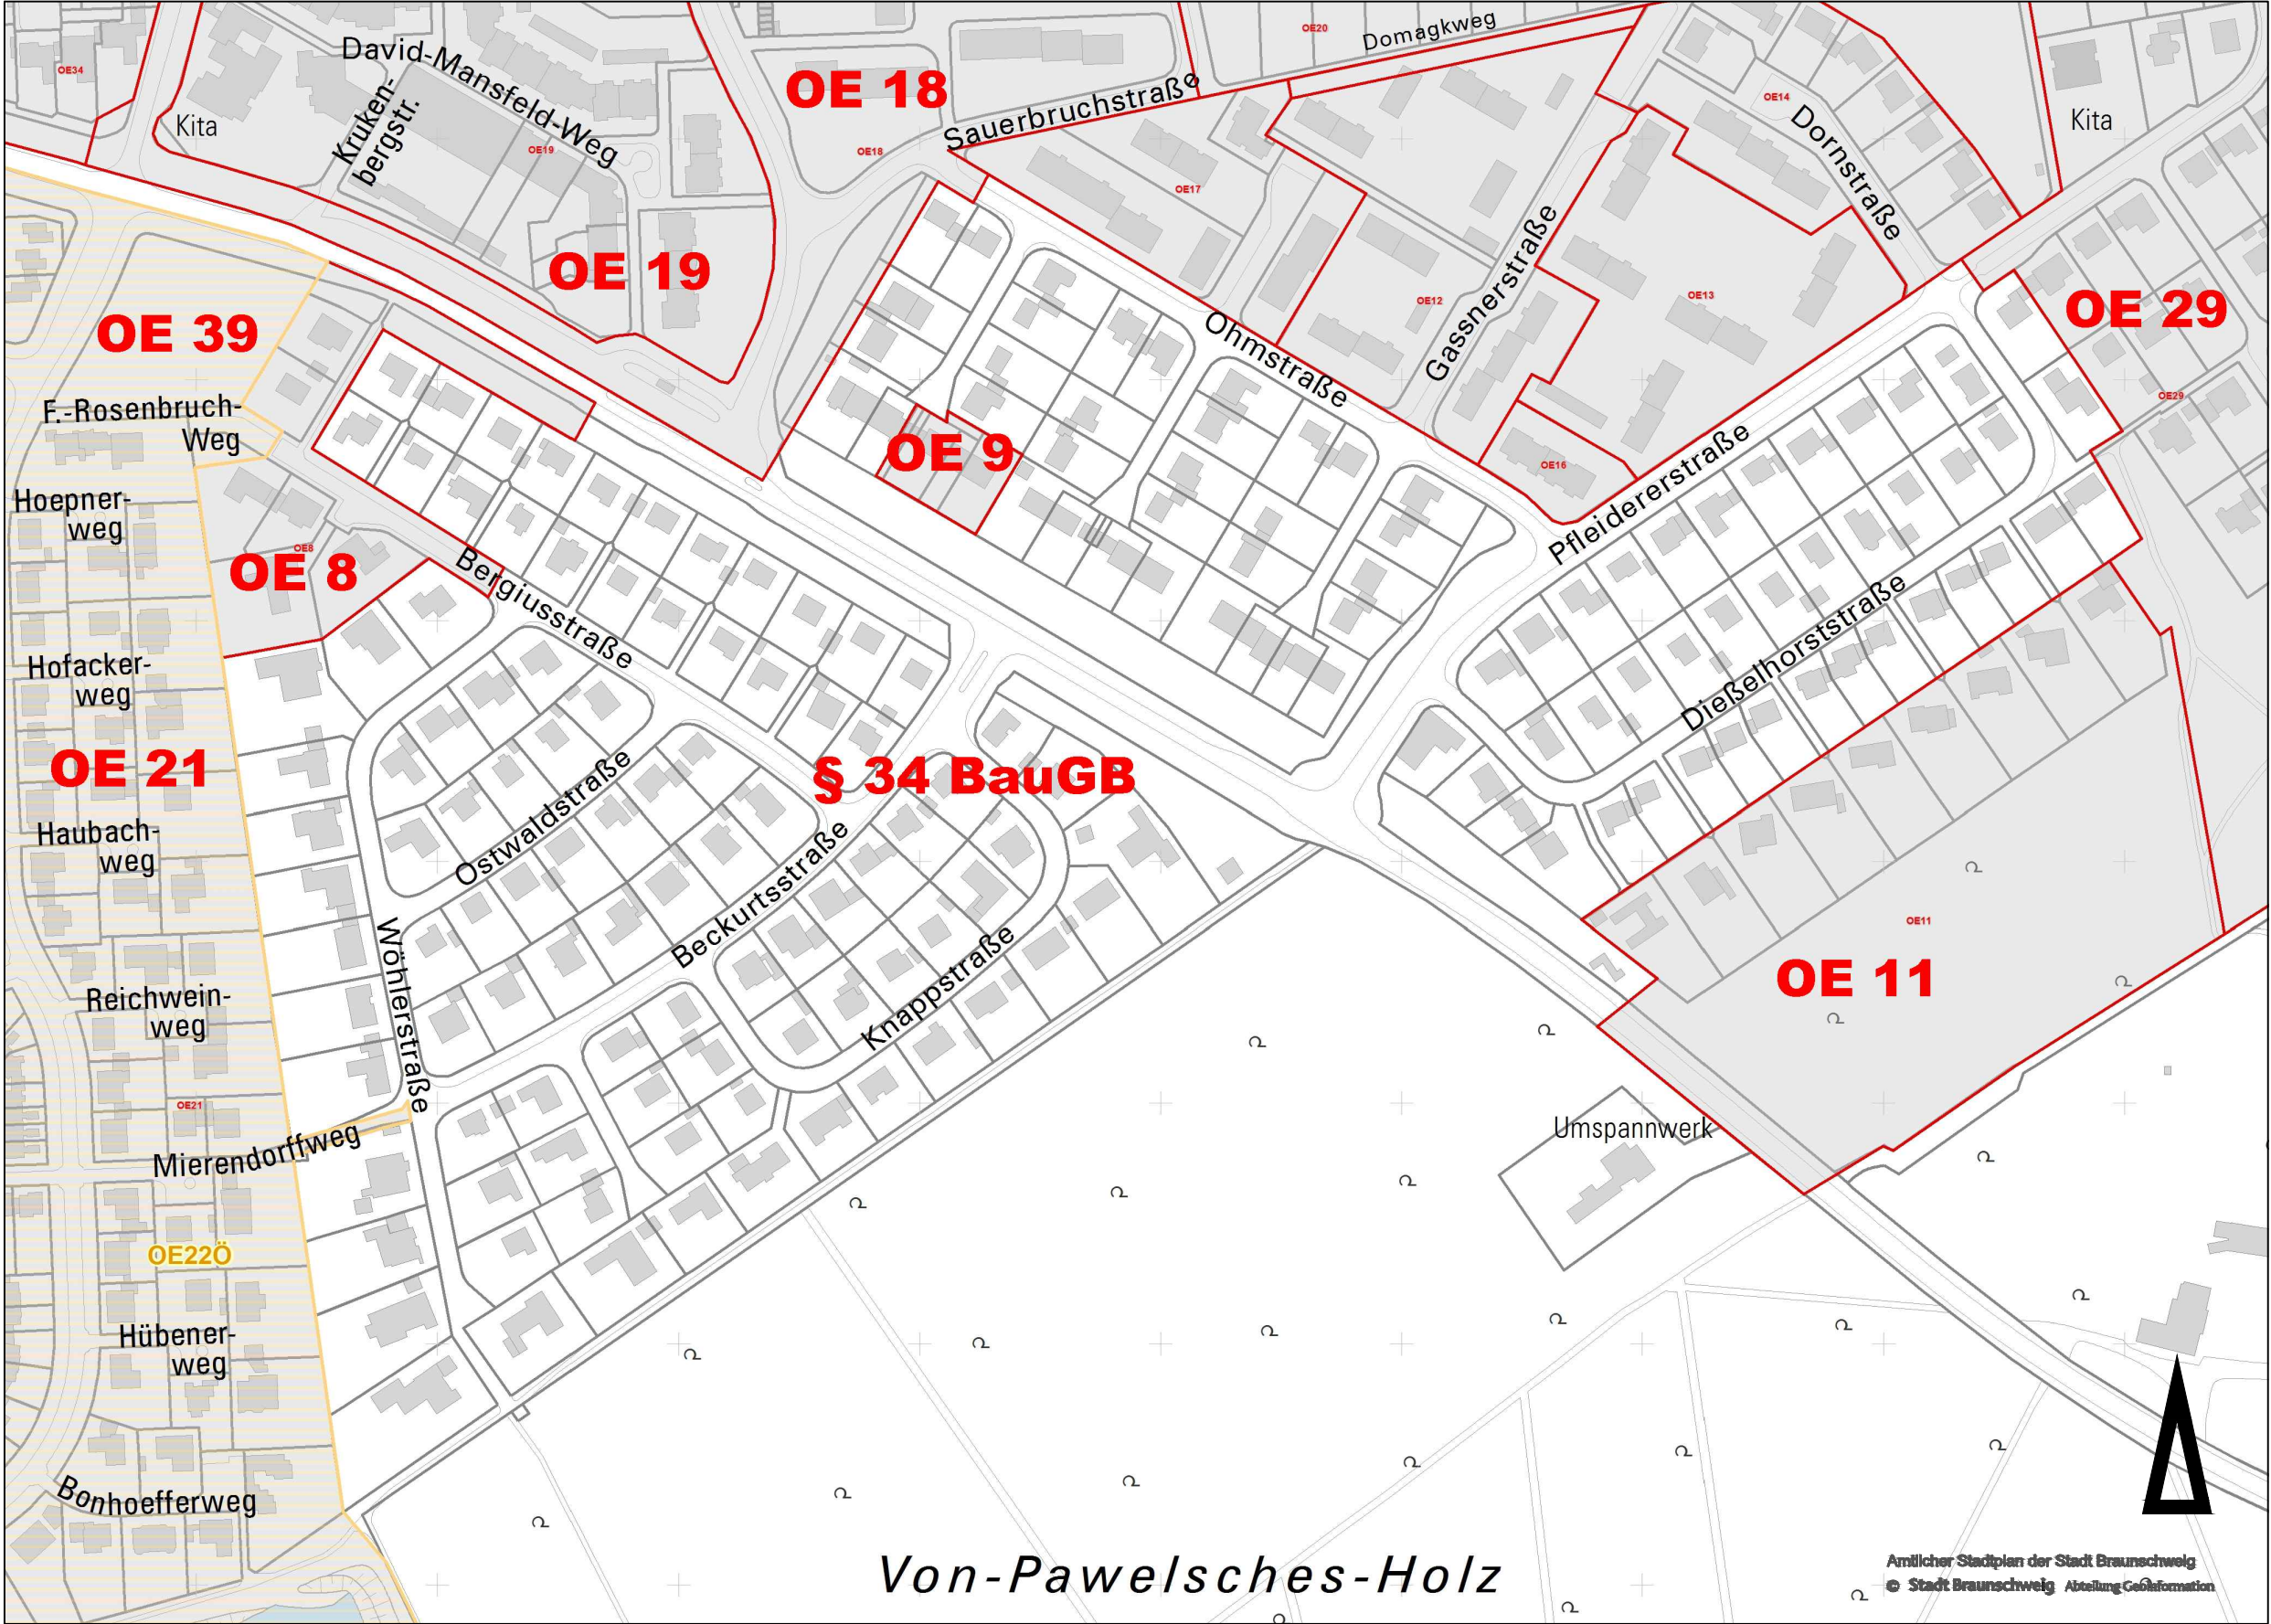 OE34
David-Mansfeld-Weg
Kruken-
bergstr.
Kita
OE19
OE 18
OE18
Sauerbruchstraße
OE20
Domagkweg
OE14
Dornstraße
Kita
OE17
OE 19
OE 39
OE12
Gassnerstraße
OE13
OE 29
OE29
Ohmstraße
F.-Rosenbruch-
Weg
OE 9
OE16
Pfleidererstraße
Hoepner-
weg
OE8
OE 8
Bergiusstraße
Dießelhorststraße
Hofacker-
weg
OE 21
§ 34 BauGB
Ostwaldstraße
Haubach-
weg
Beckurtsstraße
Wöhlerstraße
Knappstraße
OE11
OE 11
Reichwein-
weg
OE21
Mierendorffweg
Umspannwerk
OE22Ö
Hübener-
weg
Bonhoefferweg
Von-Pawelsches-Holz
Amtlicher Stadtplan der Stadt Braunschweig
© Stadt Braunschweig Abteilung Geoinformation